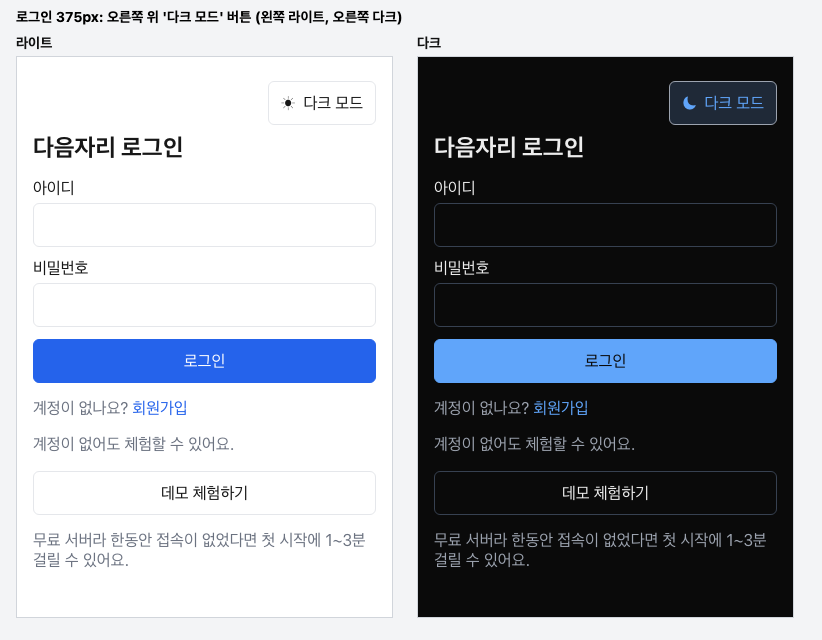 로그인 375px: 오른쪽 위 '다크 모드' 버튼 (왼쪽 라이트, 오른쪽 다크)
라이트
다크 모드
다음자리 로그인
아이디
비밀번호
로그인
계정이 없나요? 회원가입
계정이 없어도 체험할 수 있어요.
데모 체험하기
무료 서버라 한동안 접속이 없었다면 첫 시작에 1~3분
걸릴 수 있어요.
다크
다크 모드
다음자리 로그인
아이디
비밀번호
로그인
계정이 없나요? 회원가입
계정이 없어도 체험할 수 있어요.
데모 체험하기
무료 서버라 한동안 접속이 없었다면 첫 시작에 1~3분
걸릴 수 있어요.